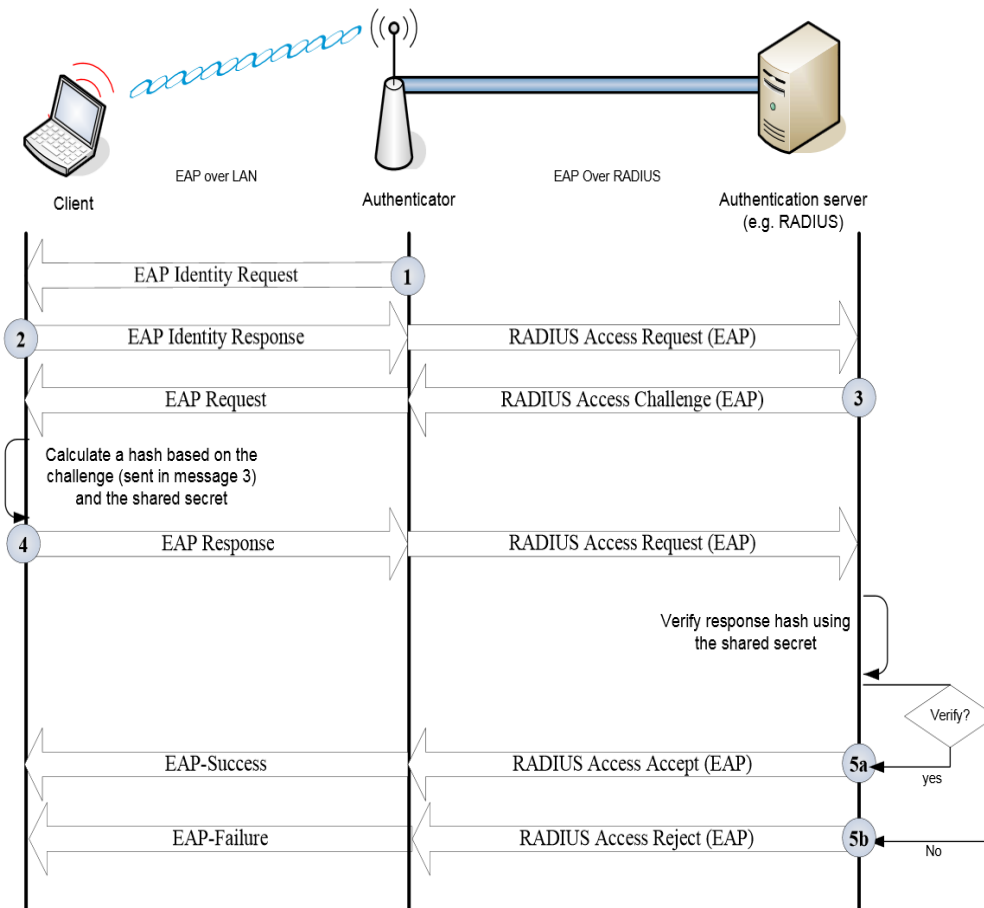 EAP over LAN
EAP Over RADIUS
Client
Authenticator
Authentication server
(e.g. RADIUS)
EAP Identity Request
1
2
EAP Identity Response
RADIUS Access Request (EAP)
EAP Request
RADIUS Access Challenge (EAP)
3
Calculate a hash based on the
challenge (sent in message 3)
and the shared secret
4
EAP Response
RADIUS Access Request (EAP)
Verify response hash using
the shared secret
Verify?
EAP-Success
RADIUS Access Accept (EAP)
5a
yes
EAP-Failure
RADIUS Access Reject (EAP)
5b
No